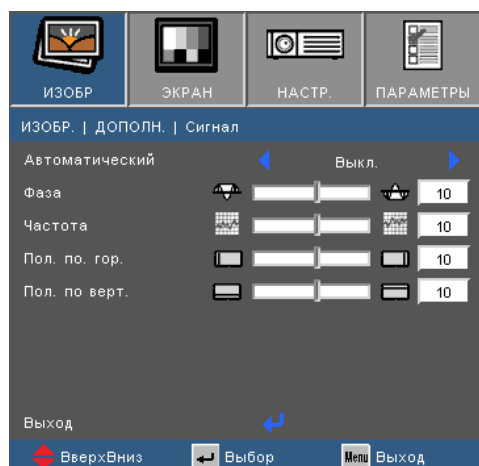 ИЗОБР ЭКРАН НАСТР. ПАРАМЕТРЫ
ИЗОБР. | ДОПОЛН. | Сигнал
Автоматический Выкл.
Фаза 10
Частота 10
Пол. по. гор. 10
Пол. по верт. 10
Выход
ВверхВниз Выбор Menu Выход